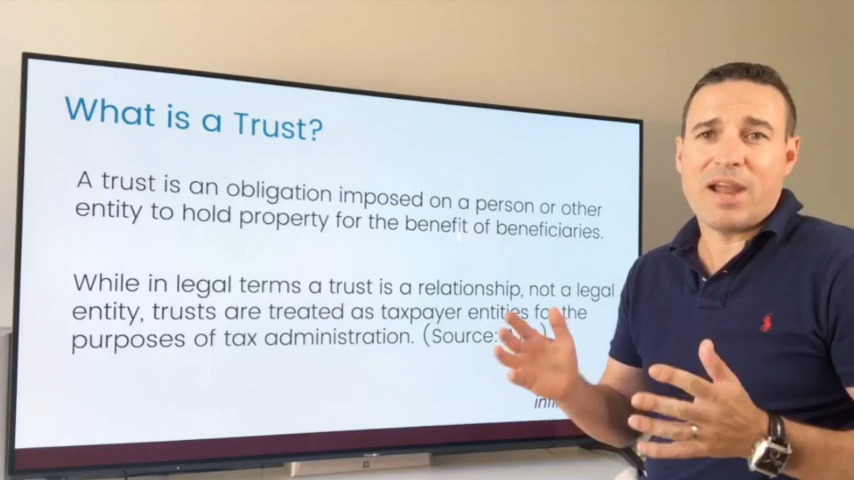 What is a Trust?
A trust is an obligation imposed on a person or other
entity to hold property for the benefit of beneficiaries.
While in legal terms a trust is a relationship, not a legal
entity, trusts are treated as taxpayer entities for the
purposes of tax administration. (Source: